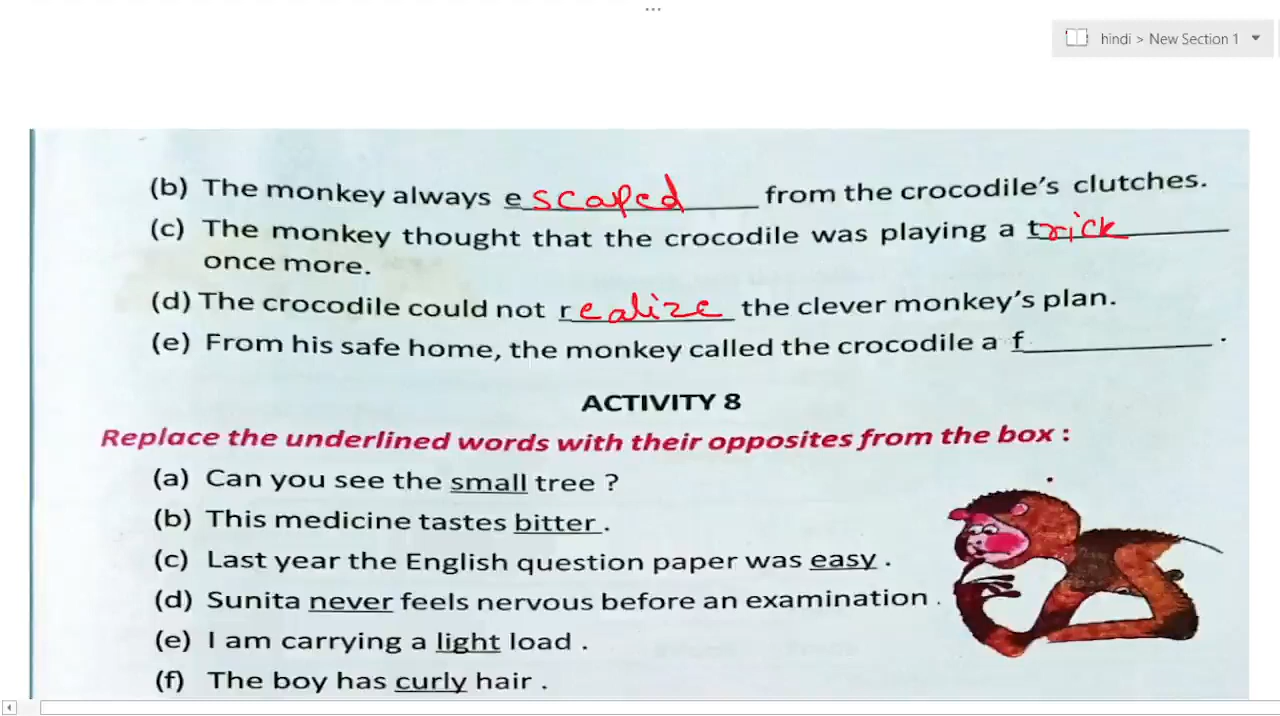 ...
hindi > New Section 1
(b) The monkey always escaped from the crocodile's clutches.
(c) The monkey thought that the crocodile was playing a trick
once more.
(d) The crocodile could not realize the clever monkey's plan.
(e) From his safe home, the monkey called the crocodile a f__________ .
ACTIVITY 8
Replace the underlined words with their opposites from the box :
(a) Can you see the small tree ?
(b) This medicine tastes bitter .
(c) Last year the English question paper was easy .
(d) Sunita never feels nervous before an examination .
(e) I am carrying a light load .
(f) The boy has curly hair .